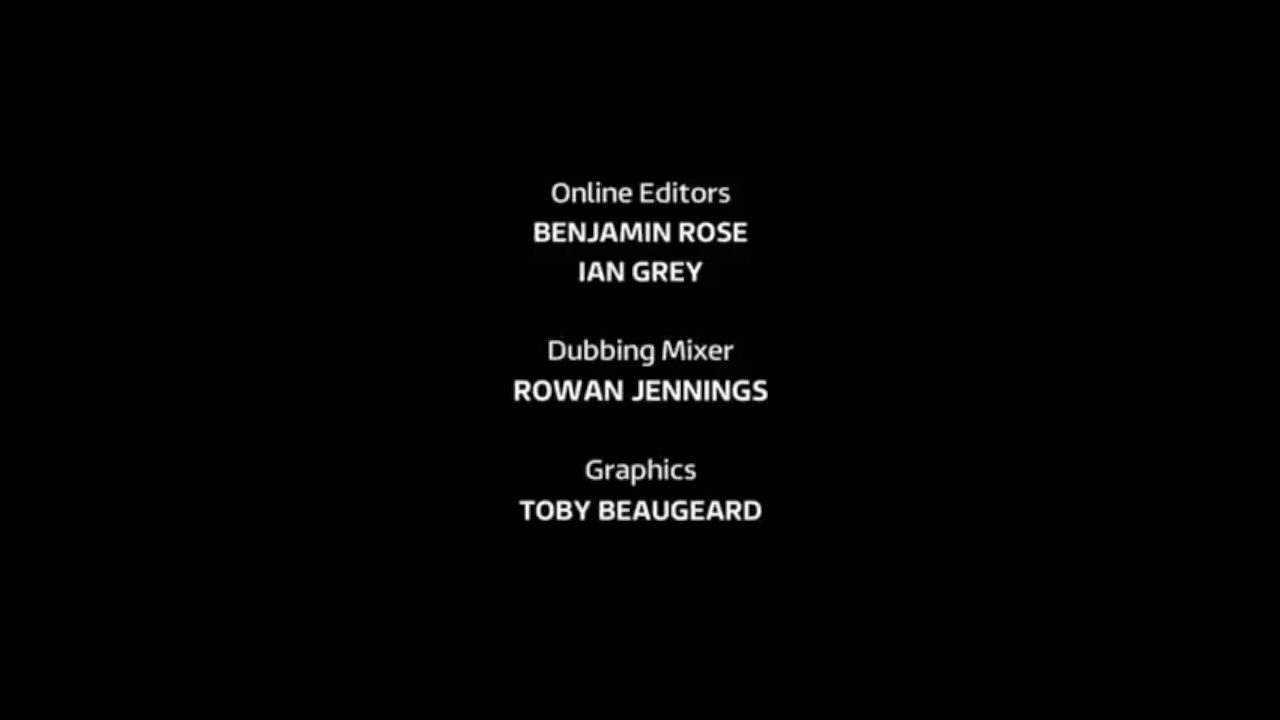 Online Editors
BENJAMIN ROSE
IAN GREY
Dubbing Mixer
ROWAN JENNINGS
Graphics
TOBY BEAUGEARD